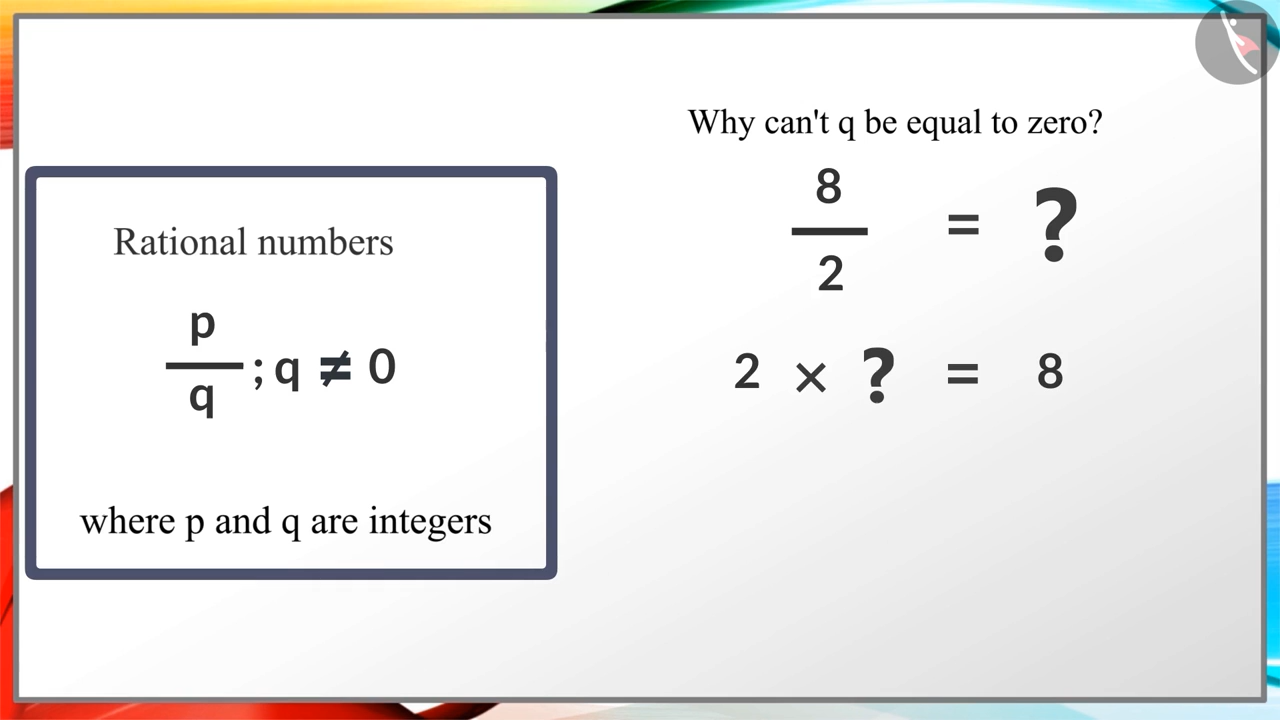 Rational numbers
p
q
; q ≠ 0
where p and q are integers
Why can't q be equal to zero?
8
2
= ?
2 × ? = 8